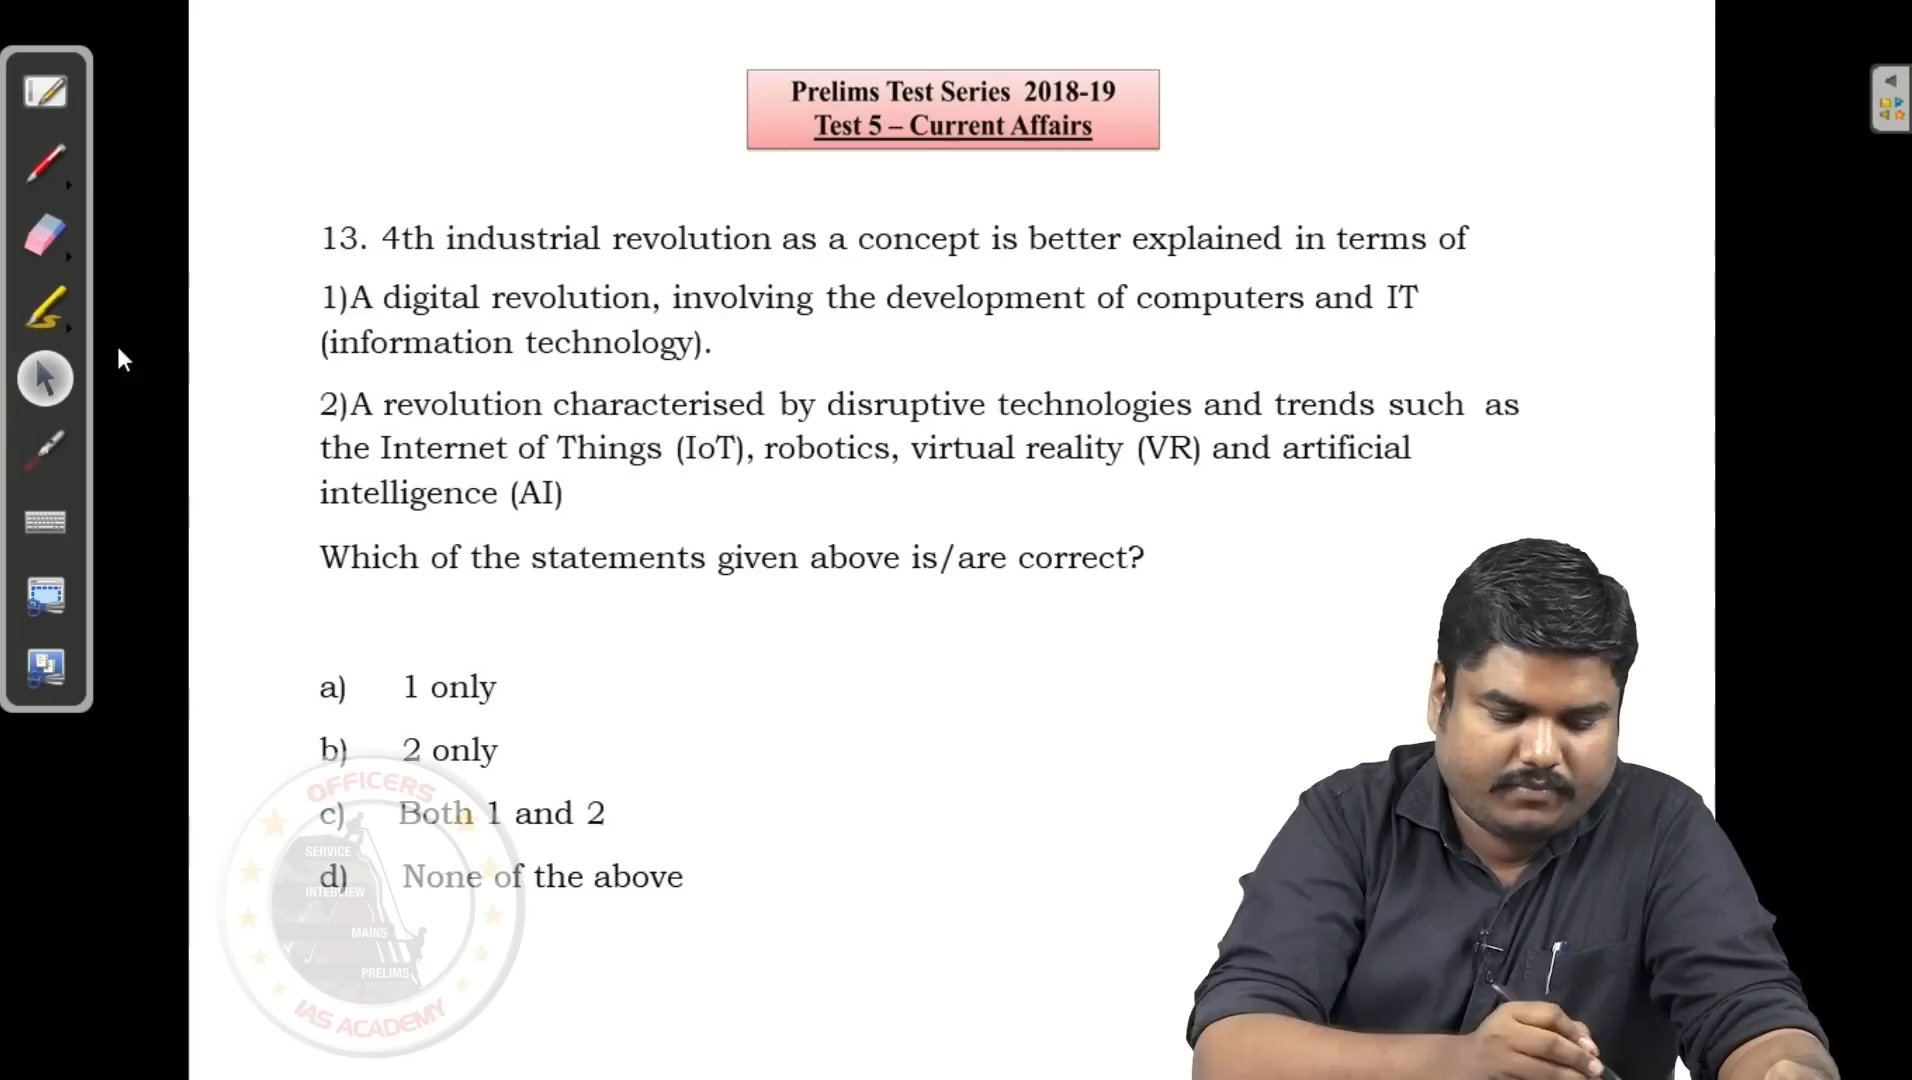 Prelims Test Series 2018-19
Test 5 – Current Affairs
13. 4th industrial revolution as a concept is better explained in terms of
1)A digital revolution, involving the development of computers and IT
(information technology).
2)A revolution characterised by disruptive technologies and trends such as
the Internet of Things (IoT), robotics, virtual reality (VR) and artificial
intelligence (AI)
Which of the statements given above is/are correct?
a) 1 only
b) 2 only
c) Both 1 and 2
d) None of the above
OFFICERS
SERVICE
INTERVIEW
MAINS
PRELIMS
IAS ACADEMY